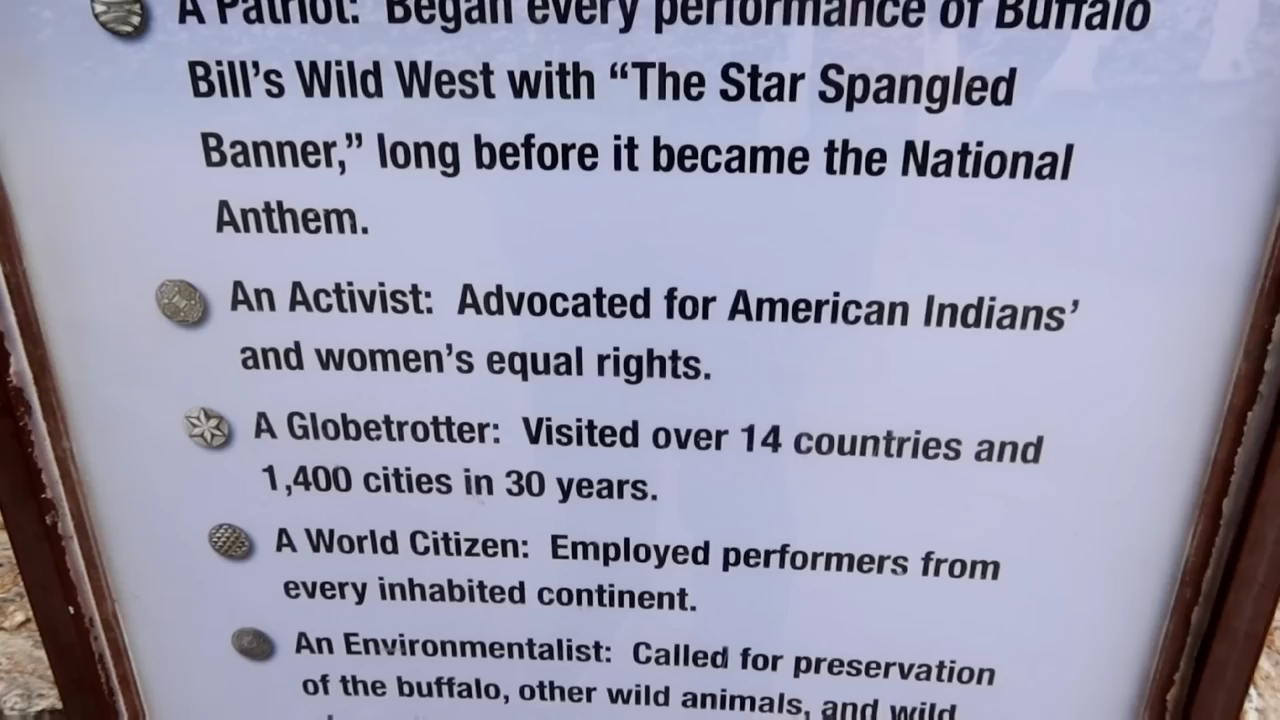 A Patriot: Began every performance of Buffalo
Bill's Wild West with “The Star Spangled
Banner,” long before it became the National
Anthem.
An Activist: Advocated for American Indians’
and women’s equal rights.
A Globetrotter: Visited over 14 countries and
1,400 cities in 30 years.
A World Citizen: Employed performers from
every inhabited continent.
An Environmentalist: Called for preservation
of the buffalo, other wild animals, and wild